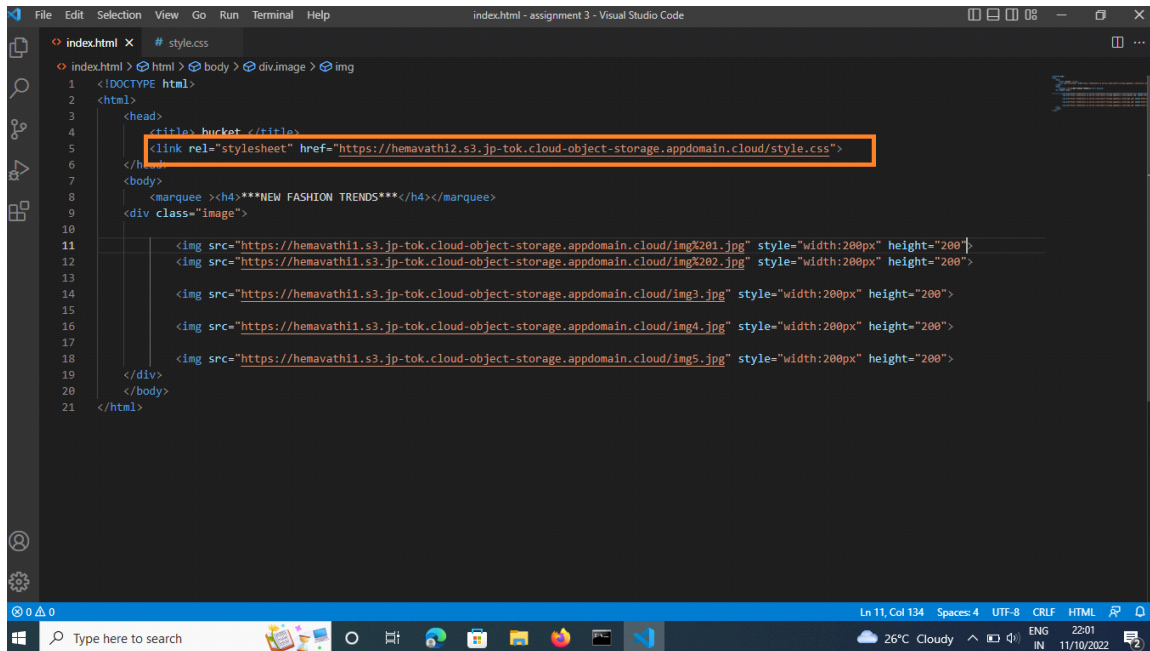 File Edit Selection View Go Run Terminal Help index.html - assignment 3 - Visual Studio Code
index.html # style.css
index.html > html > body > div.image > img
1 <!DOCTYPE html>
2 <html>
3 <head>
4 <title> bucket </title>
5 <link rel="stylesheet" href="https://hemavathi2.s3.jp-tok.cloud-object-storage.appdomain.cloud/style.css">
6 </head>
7 <body>
8 <marquee ><h4>***NEW FASHION TRENDS***</h4></marquee>
9 <div class="image">
10
11 <img src="https://hemavathi1.s3.jp-tok.cloud-object-storage.appdomain.cloud/img%201.jpg" style="width:200px" height="200">
12 <img src="https://hemavathi1.s3.jp-tok.cloud-object-storage.appdomain.cloud/img%202.jpg" style="width:200px" height="200">
13
14 <img src="https://hemavathi1.s3.jp-tok.cloud-object-storage.appdomain.cloud/img3.jpg" style="width:200px" height="200">
15
16 <img src="https://hemavathi1.s3.jp-tok.cloud-object-storage.appdomain.cloud/img4.jpg" style="width:200px" height="200">
17
18 <img src="https://hemavathi1.s3.jp-tok.cloud-object-storage.appdomain.cloud/img5.jpg" style="width:200px" height="200">
19 </div>
20 </body>
21 </html>
0 0 Ln 11, Col 134 Spaces: 4 UTF-8 CRLF HTML
Type here to search 26°C Cloudy ENG IN 22:01 11/10/2022 2